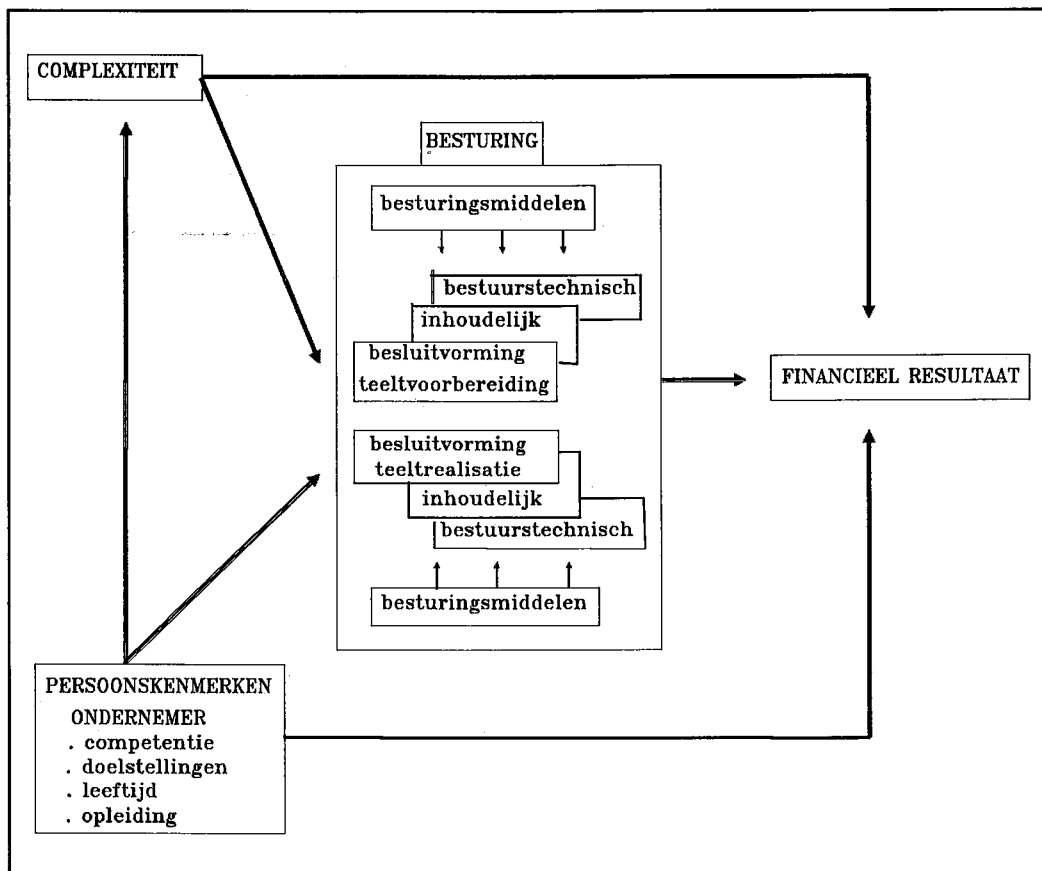 COMPLEXITEIT
BESTURING
besturingsmiddelen
bestuurstechnisch
inhoudelijk
besluitvorming
teeltvoorbereiding
FINANCIEEL RESULTAAT
besluitvorming
teeltrealisatie
inhoudelijk
bestuurstechnisch
besturingsmiddelen
PERSOONSKENMERKEN
ONDERNEMER
. competentie
. doelstellingen
. leeftijd
. opleiding